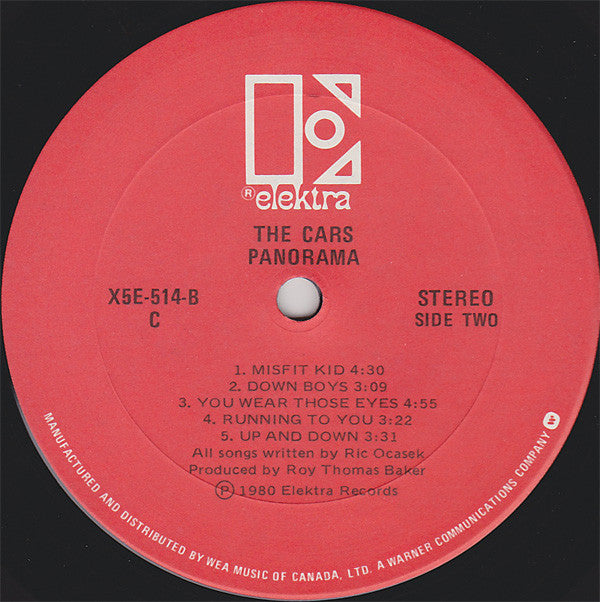 ® elektra
THE CARS
PANORAMA
X5E-514-B
C
STEREO
SIDE TWO
1. MISFIT KID 4:30
2. DOWN BOYS 3:09
3. YOU WEAR THOSE EYES 4:55
4. RUNNING TO YOU 3:22
5. UP AND DOWN 3:31
All songs written by Ric Ocasek
Produced by Roy Thomas Baker
℗ 1980 Elektra Records
MANUFACTURED AND DISTRIBUTED BY WEA MUSIC OF CANADA, LTD. A WARNER COMMUNICATIONS COMPANY